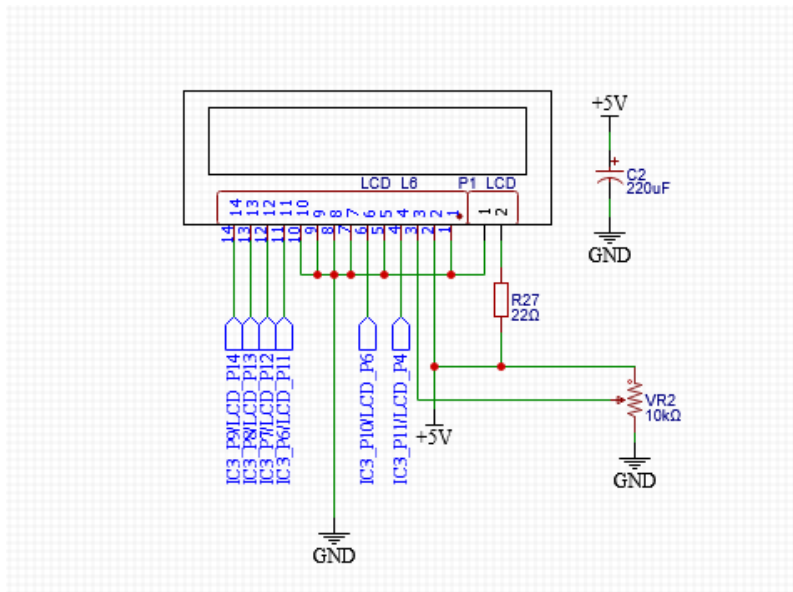 +5V
C2
220uF
GND
LCD L6 P1 LCD
14 13 12 11 10 9 8 7 6 5 4 3 2 1 1 2
14 13 12 11 10 9 8 7 6 5 4 3 2 1
R27
22Ω
IC3_P9/LCD_P14
IC3_P8/LCD_P13
IC3_P7/LCD_P12
IC3_P6/LCD_P11
IC3_P10/LCD_P6
IC3_P11/LCD_P4
+5V
VR2
10kΩ
GND
GND